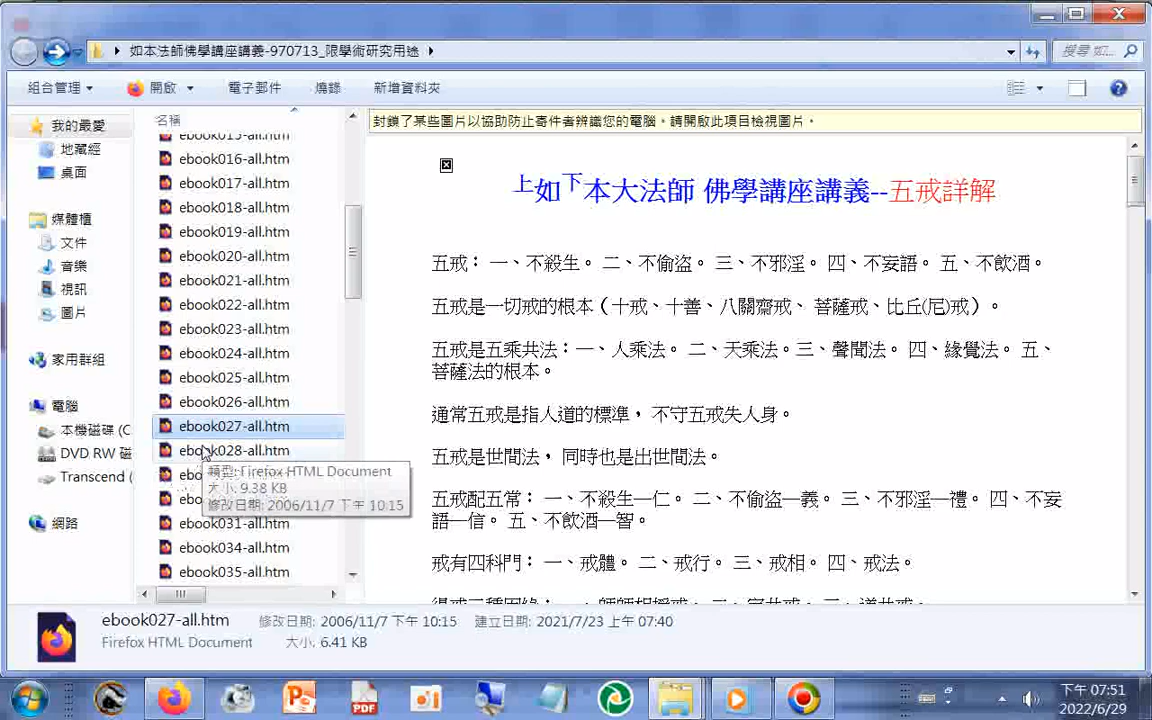 如本法師佛學講座講義-970713_限學術研究用途
搜尋 如...
組合管理 開啟 電子郵件 燒錄 新增資料夾
我的最愛
地藏經
桌面
媒體櫃
文件
音樂
視訊
圖片
家用群組
電腦
本機磁碟 (C
DVD RW 磁
Transcend (
網路
名稱
ebook015-all.htm
ebook016-all.htm
ebook017-all.htm
ebook018-all.htm
ebook019-all.htm
ebook020-all.htm
ebook021-all.htm
ebook022-all.htm
ebook023-all.htm
ebook024-all.htm
ebook025-all.htm
ebook026-all.htm
ebook027-all.htm
ebook028-all.htm
類型: Firefox HTML Document
大小: 9.38 KB
修改日期: 2006/11/7 下午 10:15
ebook031-all.htm
ebook034-all.htm
ebook035-all.htm
封鎖了某些圖片以協助防止寄件者辨識您的電腦。請開啟此項目檢視圖片。
上如下本大法師 佛學講座講義--五戒詳解
五戒： 一、不殺生。 二、不偷盜。 三、不邪淫。 四、不妄語。 五、不飲酒。
五戒是一切戒的根本（十戒、十善、八關齋戒、 菩薩戒、比丘(尼)戒）。
五戒是五乘共法：一、人乘法。 二、天乘法。三、聲聞法。 四、緣覺法。 五、
菩薩法的根本。
通常五戒是指人道的標準， 不守五戒失人身。
五戒是世間法， 同時也是出世間法。
五戒配五常： 一、不殺生—仁。 二、不偷盜—義。 三、不邪淫—禮。 四、不妄
語—信。 五、不飲酒—智。
戒有四科門： 一、戒體。 二、戒行。 三、戒相。 四、戒法。
ebook027-all.htm 修改日期: 2006/11/7 下午 10:15 建立日期: 2021/7/23 上午 07:40
Firefox HTML Document 大小: 6.41 KB
下午 07:51
2022/6/29